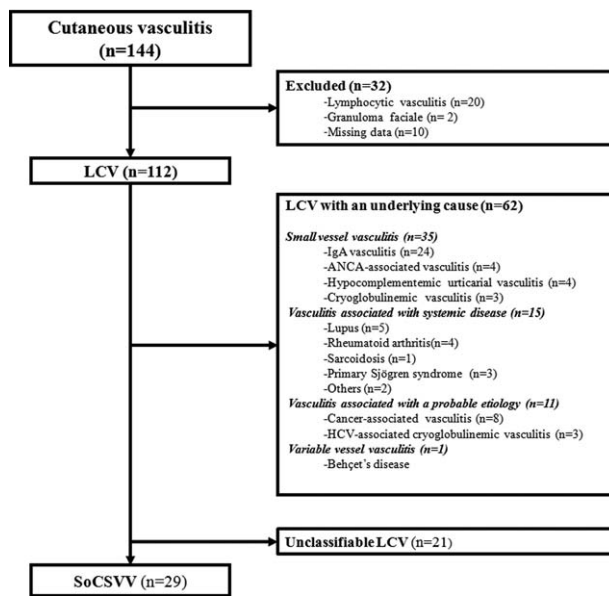 Cutaneous vasculitis
(n=144)
Excluded (n=32)
-Lymphocytic vasculitis (n=20)
-Granuloma faciale (n= 2)
-Missing data (n=10)
LCV (n=112)
LCV with an underlying cause (n=62)
Small vessel vasculitis (n=35)
-IgA vasculitis (n=24)
-ANCA-associated vasculitis (n=4)
-Hypocomplementemic urticarial vasculitis (n=4)
-Cryoglobulinemic vasculitis (n=3)
Vasculitis associated with systemic disease (n=15)
-Lupus (n=5)
-Rheumatoid arthritis(n=4)
-Sarcoidosis (n=1)
-Primary Sjögren syndrome (n=3)
-Others (n=2)
Vasculitis associated with a probable etiology (n=11)
-Cancer-associated vasculitis (n=8)
-HCV-associated cryoglobulinemic vasculitis (n=3)
Variable vessel vasculitis (n=1)
-Behçet's disease
Unclassifiable LCV (n=21)
SoCSVV (n=29)